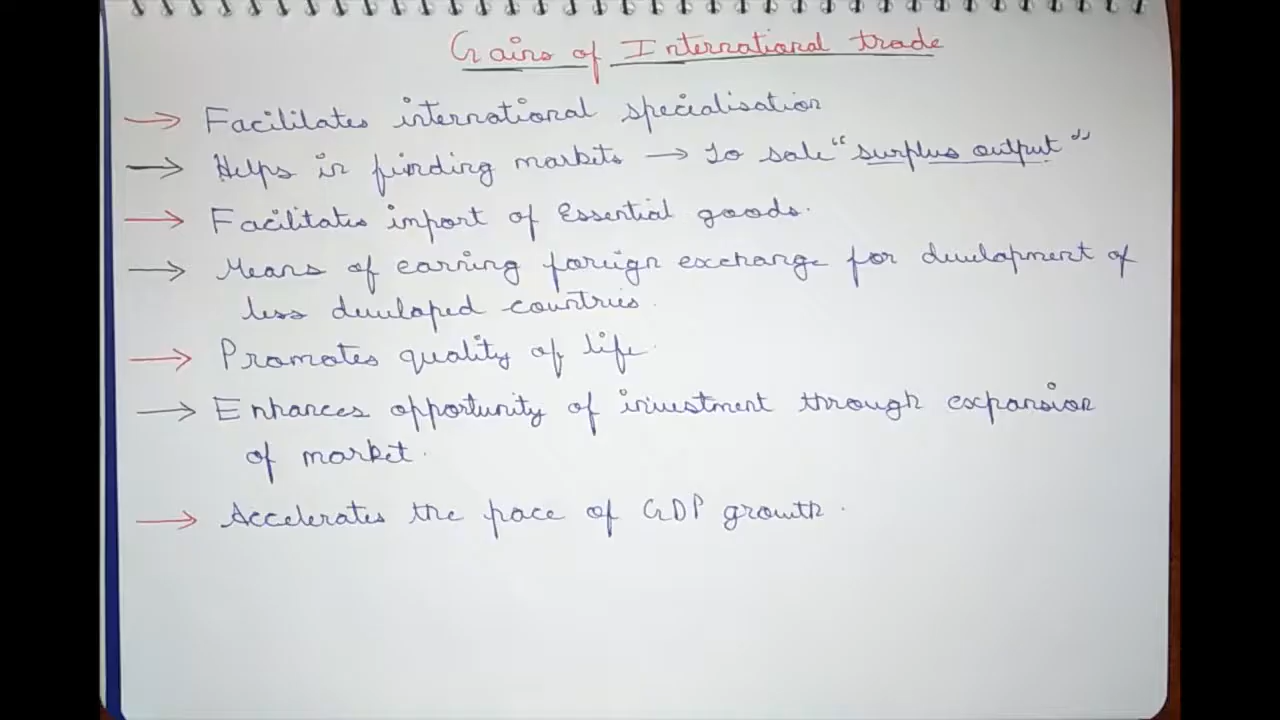 Gains of International trade
→ Facililates international specialisation
→ Helps in finding markets → To sale "surplus output"
→ Facilitates import of Essential goods.
→ Means of earning foreign exchange for development of
less developed countries.
→ Promotes quality of life.
→ Enhances opportunity of investment through expansion
of market.
→ Accelerates the pace of GDP growth.